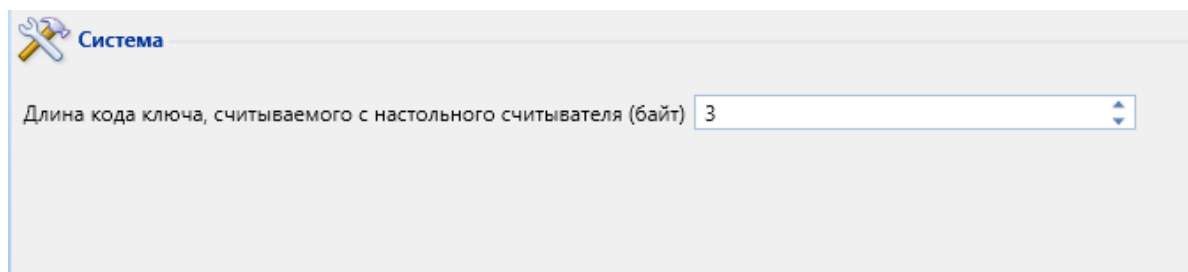 Система
Длина кода ключа, считываемого с настольного считывателя (байт) 3